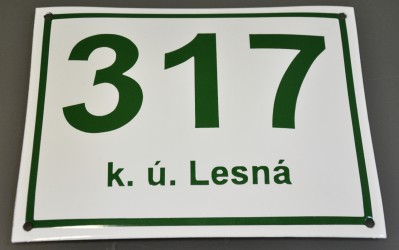 317
k. ú. Lesná